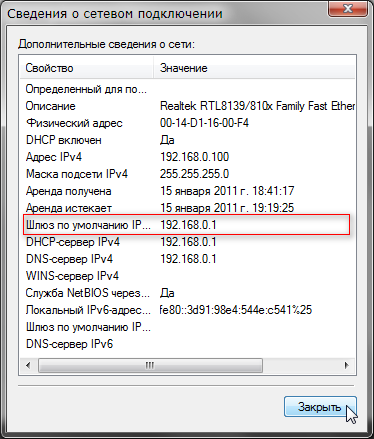 Сведения о сетевом подключении
Дополнительные сведения о сети:
Свойство Значение
Определенный для по...
Описание Realtek RTL8139/810x Family Fast Ether
Физический адрес 00-14-D1-16-00-F4
DHCP включен Да
Адрес IPv4 192.168.0.100
Маска подсети IPv4 255.255.255.0
Аренда получена 15 января 2011 г. 18:41:17
Аренда истекает 15 января 2011 г. 19:19:25
Шлюз по умолчанию IP... 192.168.0.1
DHCP-сервер IPv4 192.168.0.1
DNS-сервер IPv4 192.168.0.1
WINS-сервер IPv4
Служба NetBIOS через... Да
Локальный IPv6-адрес... fe80::3d91:98e4:544e:c541%25
Шлюз по умолчанию IP...
DNS-сервер IPv6
Закрыть